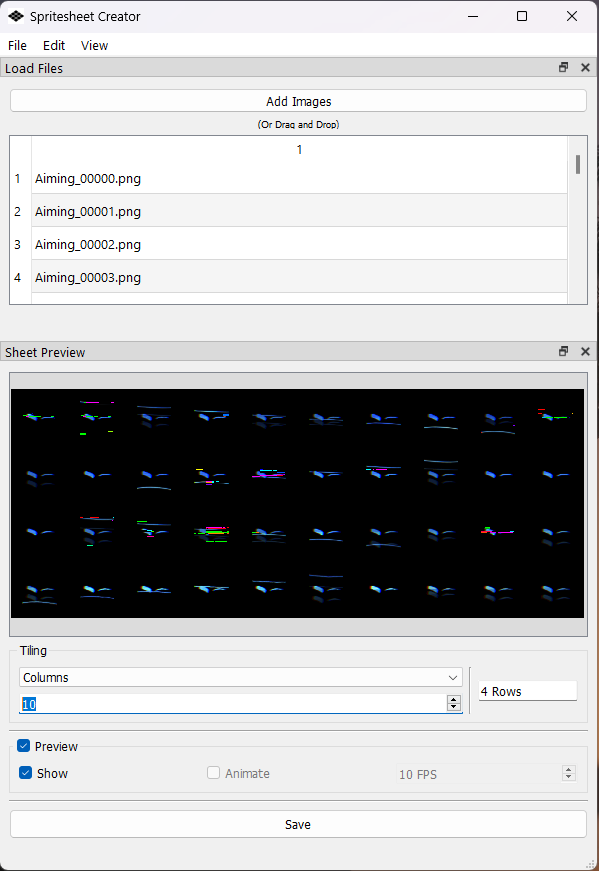 Spritesheet Creator
File Edit View
Load Files
Add Images
(Or Drag and Drop)
1
1 Aiming_00000.png
2 Aiming_00001.png
3 Aiming_00002.png
4 Aiming_00003.png
Sheet Preview
Tiling
Columns
10
4 Rows
Preview
Show Animate 10 FPS
Save